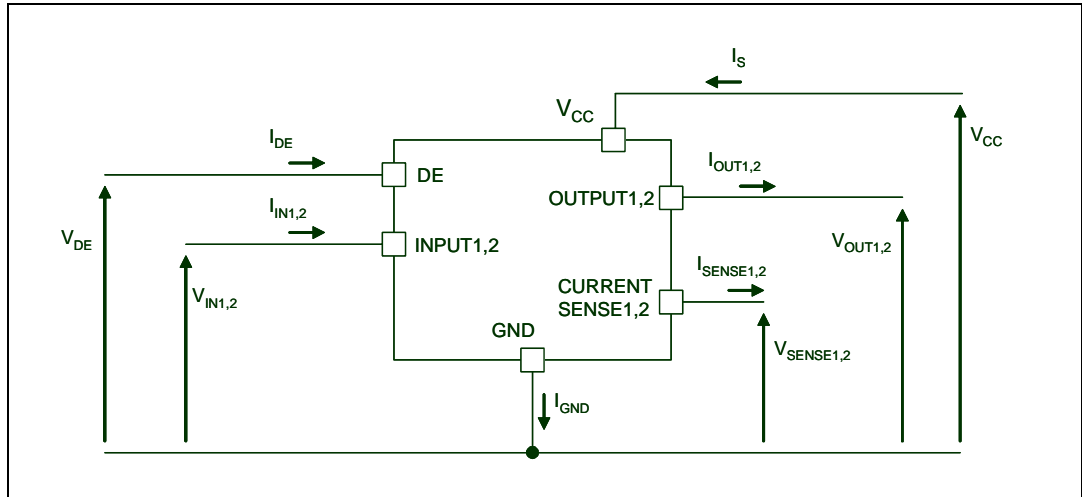 I_S
V_CC
V_CC
I_DE
DE
I_OUT1,2
OUTPUT1,2
I_IN1,2
INPUT1,2
V_DE
V_OUT1,2
I_SENSE1,2
V_IN1,2
CURRENT
SENSE1,2
GND
V_SENSE1,2
I_GND